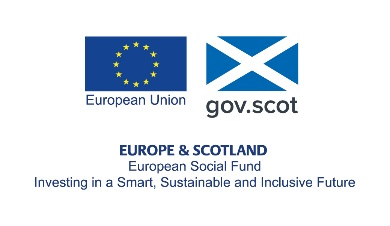 European Union
gov.scot
EUROPE & SCOTLAND
European Social Fund
Investing in a Smart, Sustainable and Inclusive Future